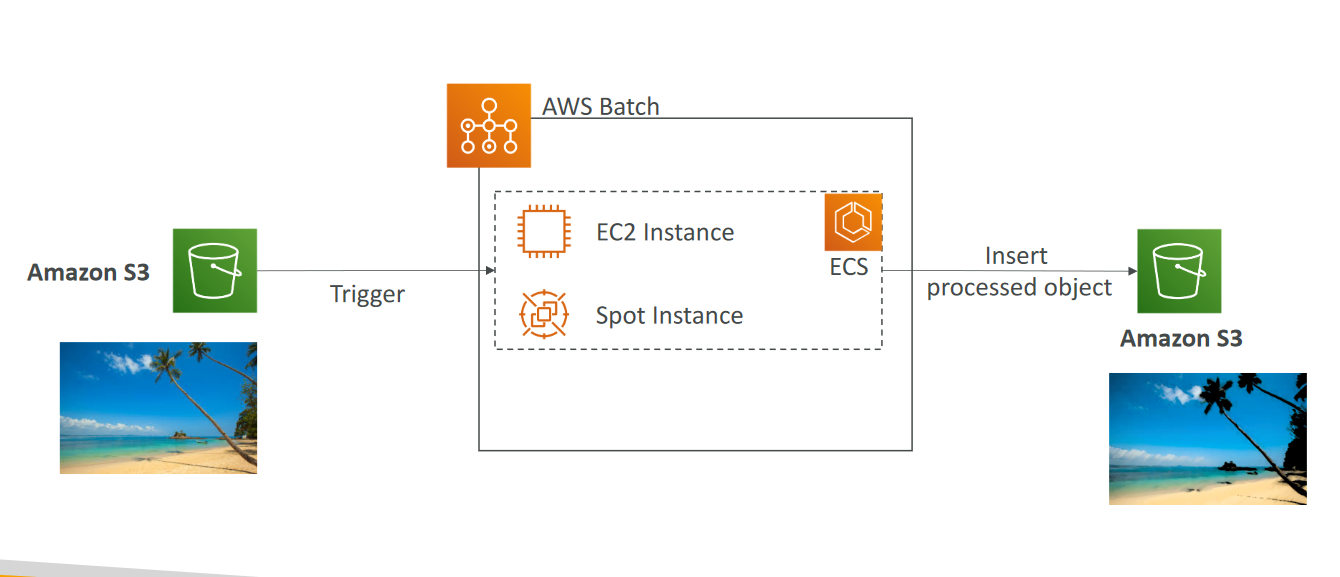 AWS Batch
EC2 Instance
ECS
Spot Instance
Amazon S3
Trigger
Insert
processed object
Amazon S3